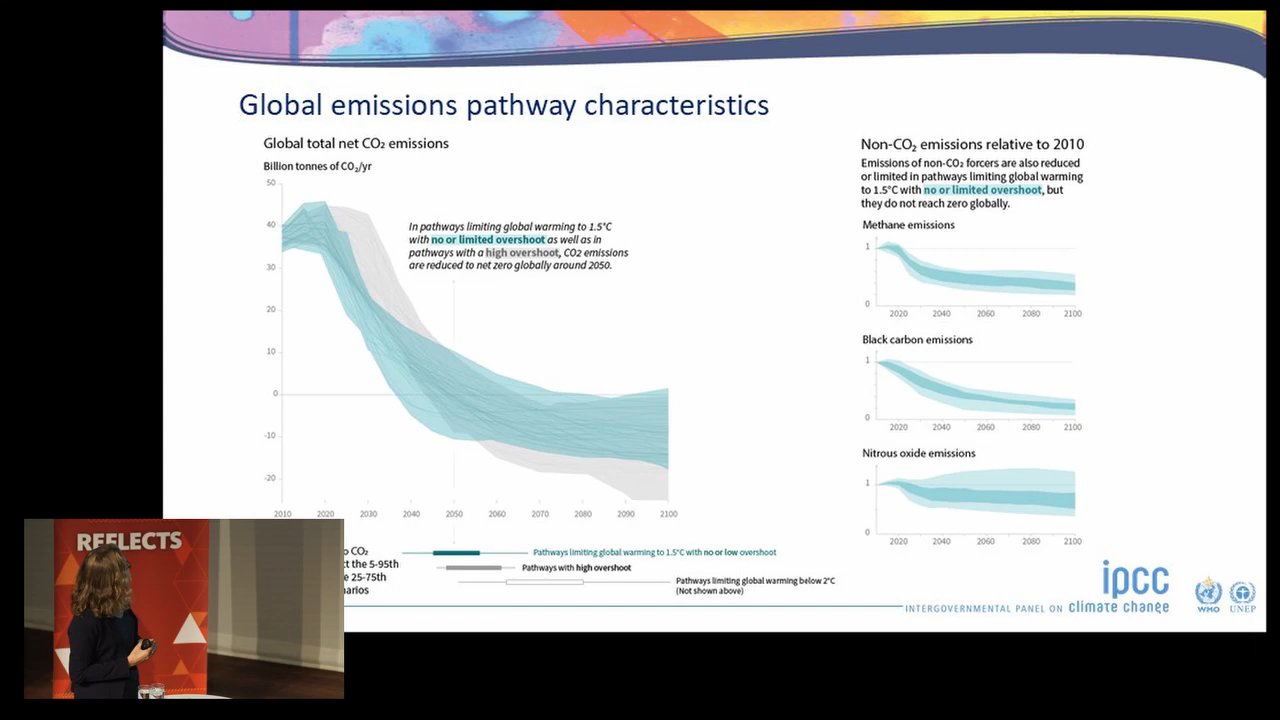 Global emissions pathway characteristics
Global total net CO₂ emissions
Billion tonnes of CO₂/yr
50
40
30
20
10
0
-10
-20
2010 2020 2030 2040 2050 2060 2070 2080 2090 2100
In pathways limiting global warming to 1.5°C
with no or limited overshoot as well as in
pathways with a high overshoot, CO2 emissions
are reduced to net zero globally around 2050.
Non-CO₂ emissions relative to 2010
Emissions of non-CO₂ forcers are also reduced
or limited in pathways limiting global warming
to 1.5°C with no or limited overshoot, but
they do not reach zero globally.
Methane emissions
1
0
2020 2040 2060 2080 2100
Black carbon emissions
1
0
2020 2040 2060 2080 2100
Nitrous oxide emissions
1
0
2020 2040 2060 2080 2100
CO₂
t the 5-95th
25-75th
Pathways limiting global warming to 1.5°C with no or low overshoot
Pathways with high overshoot
Pathways limiting global warming below 2°C
(Not shown above)
ipcc
INTERGOVERNMENTAL PANEL ON climate change
WMO
UNEP
REFLECTS